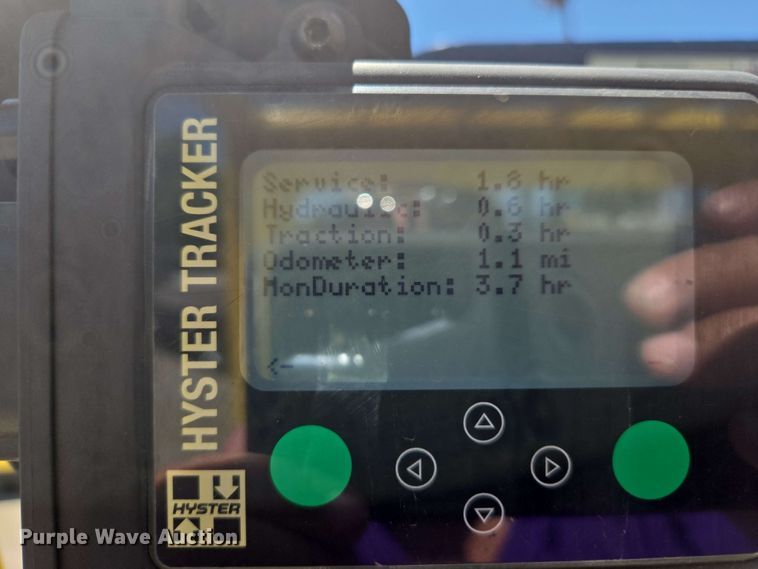 HYSTER TRACKER
Service: 1.8 hr
Hydraulic: 0.6 hr
Traction: 0.3 hr
Odometer: 1.1 mi
MonDuration: 3.7 hr
<-
HYSTER
Purple Wave Auction